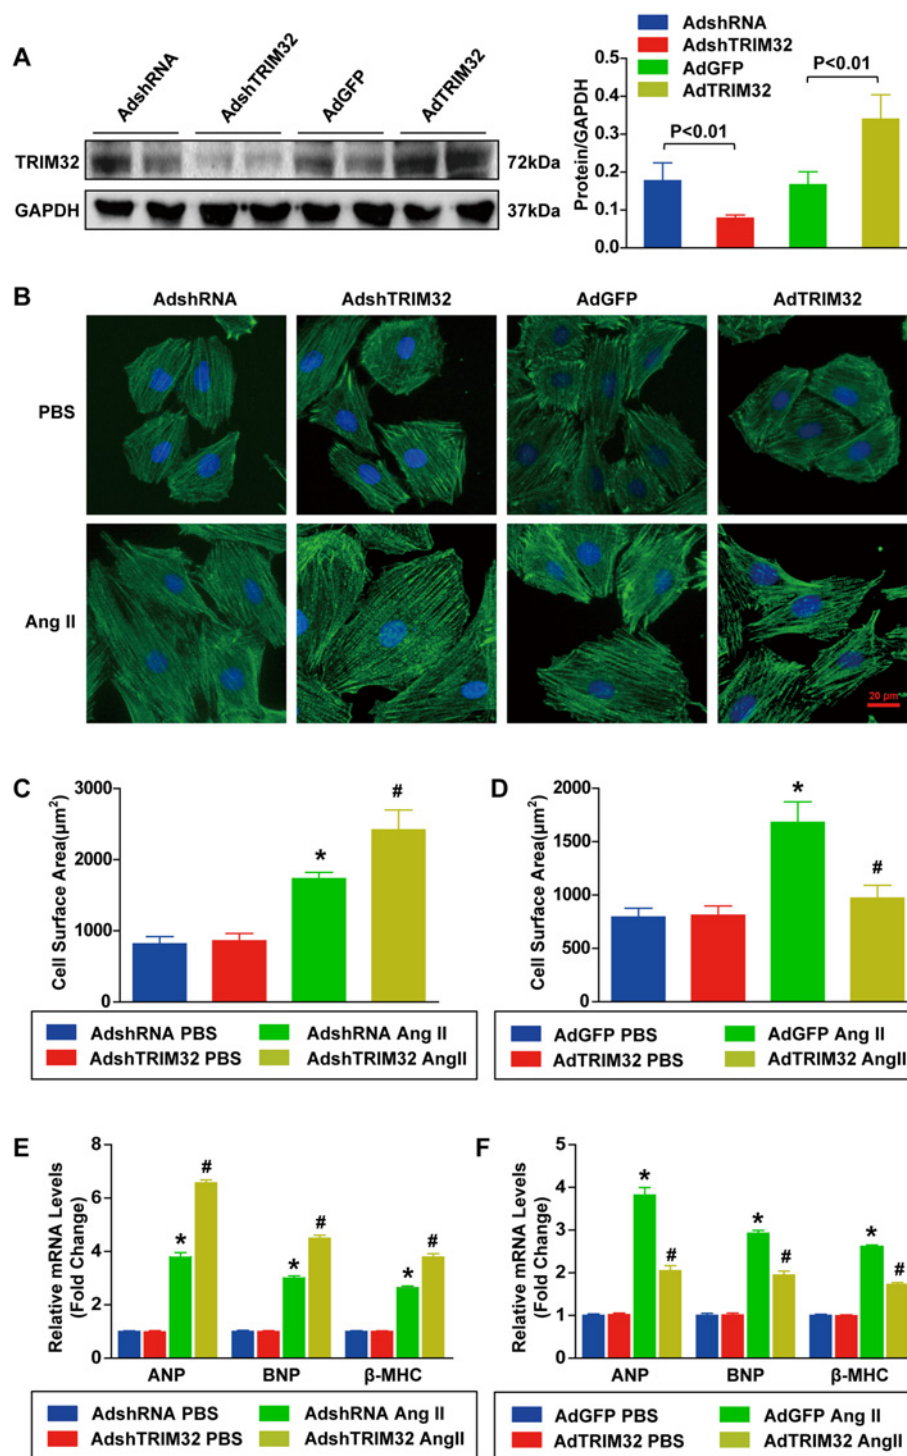 A
AdshRNA
AdshTRIM32
AdGFP
AdTRIM32
TRIM32
72kDa
GAPDH
37kDa
AdshRNA
AdshTRIM32
AdGFP
AdTRIM32
Protein/GAPDH
0.5
0.4
0.3
0.2
0.1
0.0
P<0.01
P<0.01
B
AdshRNA
AdshTRIM32
AdGFP
AdTRIM32
PBS
Ang II
20 µm
C
Cell Surface Area(µm²)
3000
2000
1000
0
*
#
AdshRNA PBS
AdshRNA Ang II
AdshTRIM32 PBS
AdshTRIM32 AngII
D
Cell Surface Area(µm²)
2000
1500
1000
500
0
*
#
AdGFP PBS
AdGFP Ang II
AdTRIM32 PBS
AdTRIM32 AngII
E
Relative mRNA Levels
(Fold Change)
8
6
4
2
0
*
#
*
#
*
#
ANP
BNP
β-MHC
AdshRNA PBS
AdshRNA Ang II
AdshTRIM32 PBS
AdshTRIM32 AngII
F
Relative mRNA Levels
(Fold Change)
5
4
3
2
1
0
*
#
*
#
*
#
ANP
BNP
β-MHC
AdGFP PBS
AdGFP Ang II
AdTRIM32 PBS
AdTRIM32 AngII